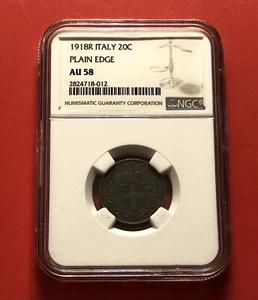 1918R ITALY 20C
PLAIN EDGE
AU 58
2824718-012
NUMISMATIC GUARANTY CORPORATION
NGC